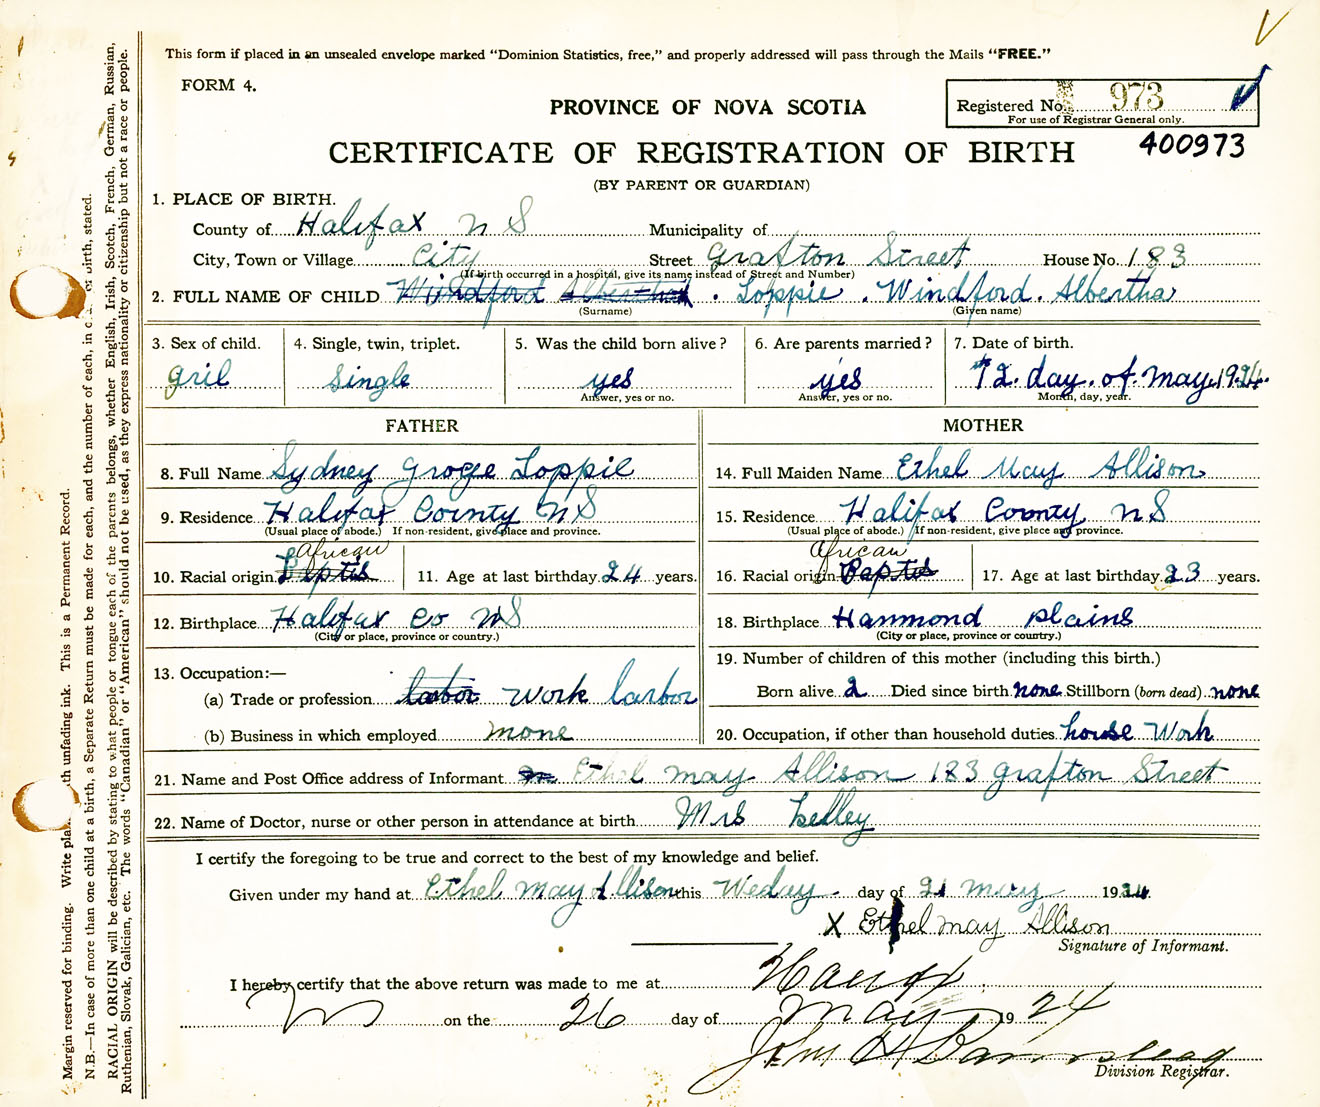 This form if placed in an unsealed envelope marked "Dominion Statistics, free," and properly addressed will pass through the Mails "FREE."
FORM 4.
Registered No. 973
For use of Registrar General only.
PROVINCE OF NOVA SCOTIA
400973
CERTIFICATE OF REGISTRATION OF BIRTH
(BY PARENT OR GUARDIAN)
1. PLACE OF BIRTH.
County of Halifax N S Municipality of
City, Town or Village City Street Grafton Street House No. 183
(If birth occurred in a hospital, give its name instead of Street and Number)
2. FULL NAME OF CHILD Windford Albertha . Loppie . Windford . Albertha
(Surname) (Given name)
3. Sex of child. 4. Single, twin, triplet. 5. Was the child born alive? 6. Are parents married? 7. Date of birth.
gril single yes yes 12. day. of. May. 1924.
Answer, yes or no. Answer, yes or no. Month, day, year.
FATHER MOTHER
8. Full Name Sydney Groge Loppie 14. Full Maiden Name Ethel May Allison
9. Residence Halifax County N S 15. Residence Halifax County N S
(Usual place of abode.) If non-resident, give place and province. (Usual place of abode.) If non-resident, give place and province.
African African
10. Racial origin Baptis 11. Age at last birthday 24 years. 16. Racial origin Baptis 17. Age at last birthday 23 years.
12. Birthplace Halifax Co N S 18. Birthplace Hammond plains
(City or place, province or country.) (City or place, province or country.)
13. Occupation:— 19. Number of children of this mother (including this birth.)
(a) Trade or profession larbor work larbor Born alive 2 Died since birth none Stillborn (born dead) none
(b) Business in which employed mone 20. Occupation, if other than household duties house Work
21. Name and Post Office address of Informant Ethel may Allison 183 grafton Street
22. Name of Doctor, nurse or other person in attendance at birth Mrs Kelley
I certify the foregoing to be true and correct to the best of my knowledge and belief.
Given under my hand at Ethel may Allison this Weday day of 21 May 1924
X Ethel may Allison
Signature of Informant.
I hereby certify that the above return was made to me at
on the 26 day of May 1924
John H Barnstead
Division Registrar.
Margin reserved for binding. Write unfading ink. This is a Permanent Record.
N.B.—In case of more than one child at a birth, a Separate Return must be made for each, and the number of each, in birth, stated.
RACIAL ORIGIN will be described by stating to what people or tongue each of the parents belongs, whether English, Irish, Scotch, French, German, Russian,
Ruthenian, Slovak, Galician, etc. The words "Canadian" or "American" should not be used, as they express nationality or citizenship but not a race or people.